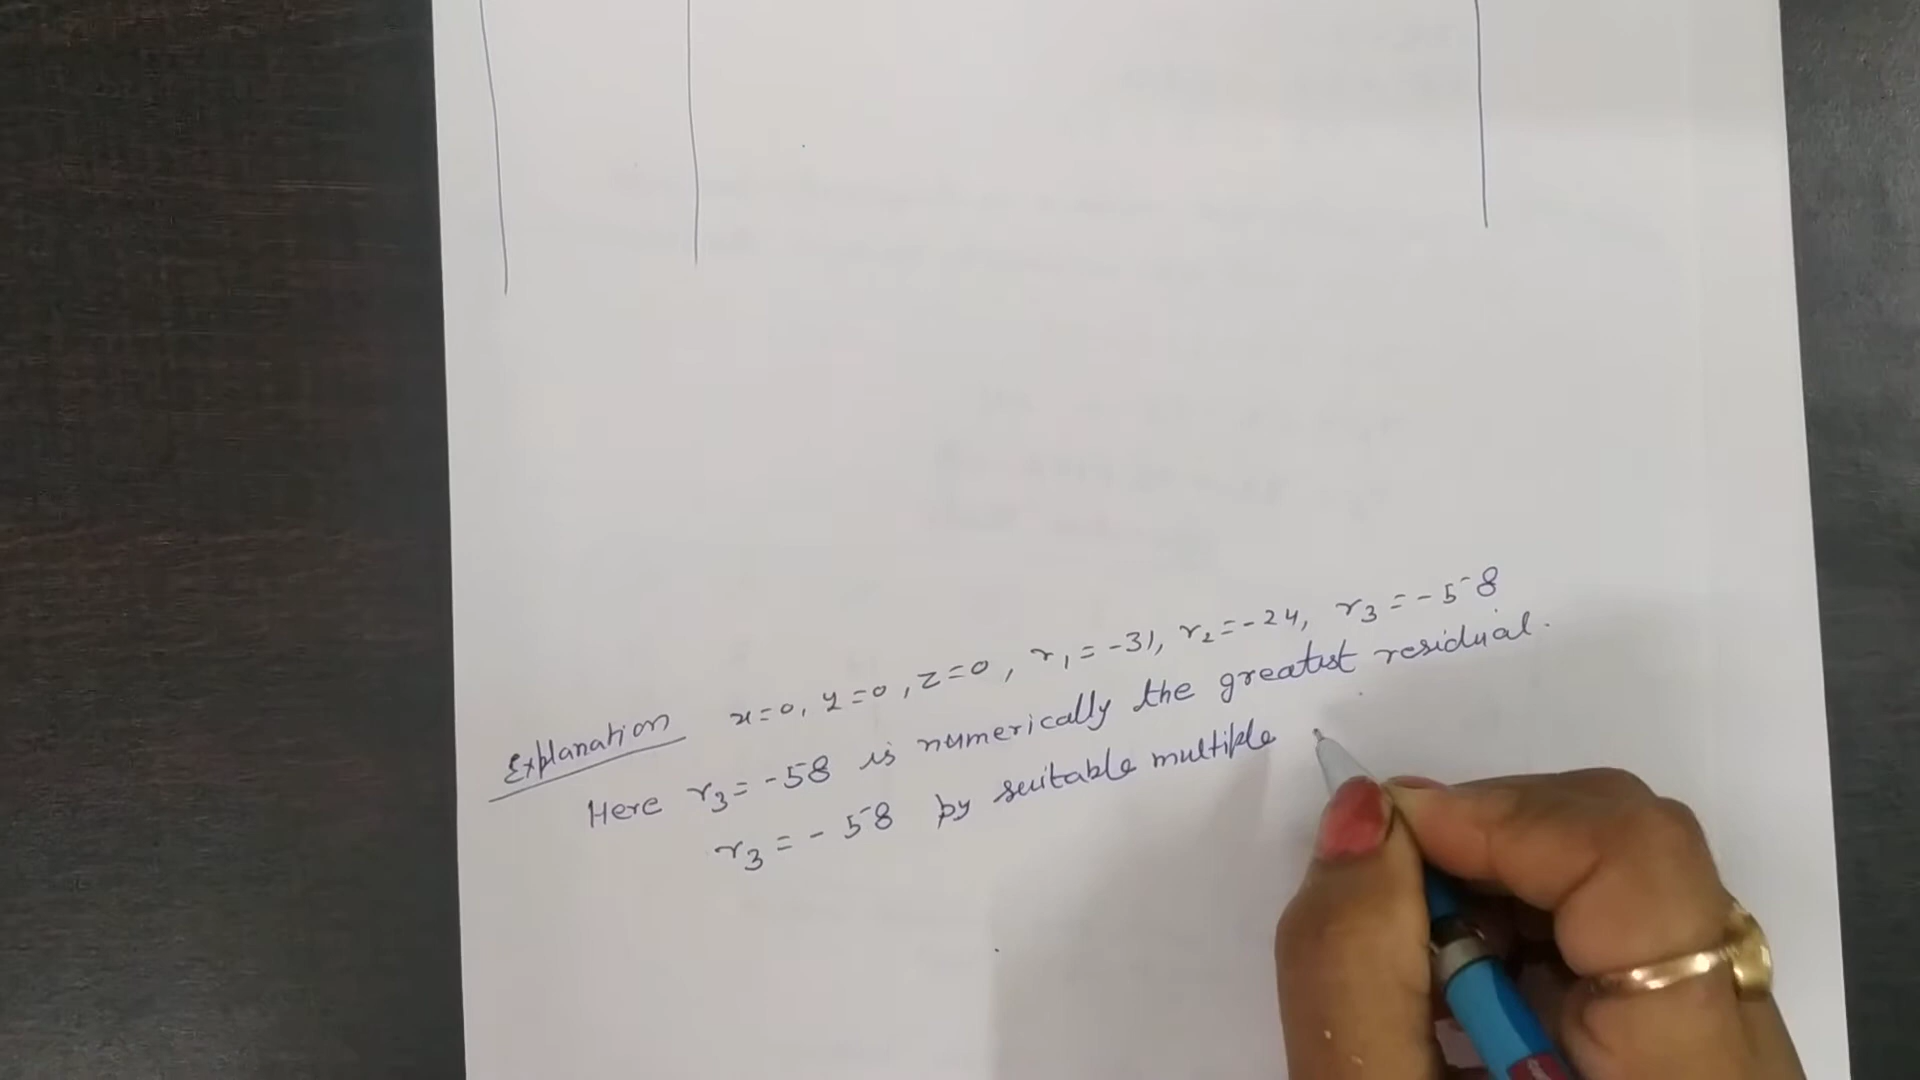 Explanation x=0, y=0, z=0, r₁=-31, r₂=-24, r₃=-58
Here r₃=-58 is numerically the greatest residual.
r₃=-58 by suitable multiple